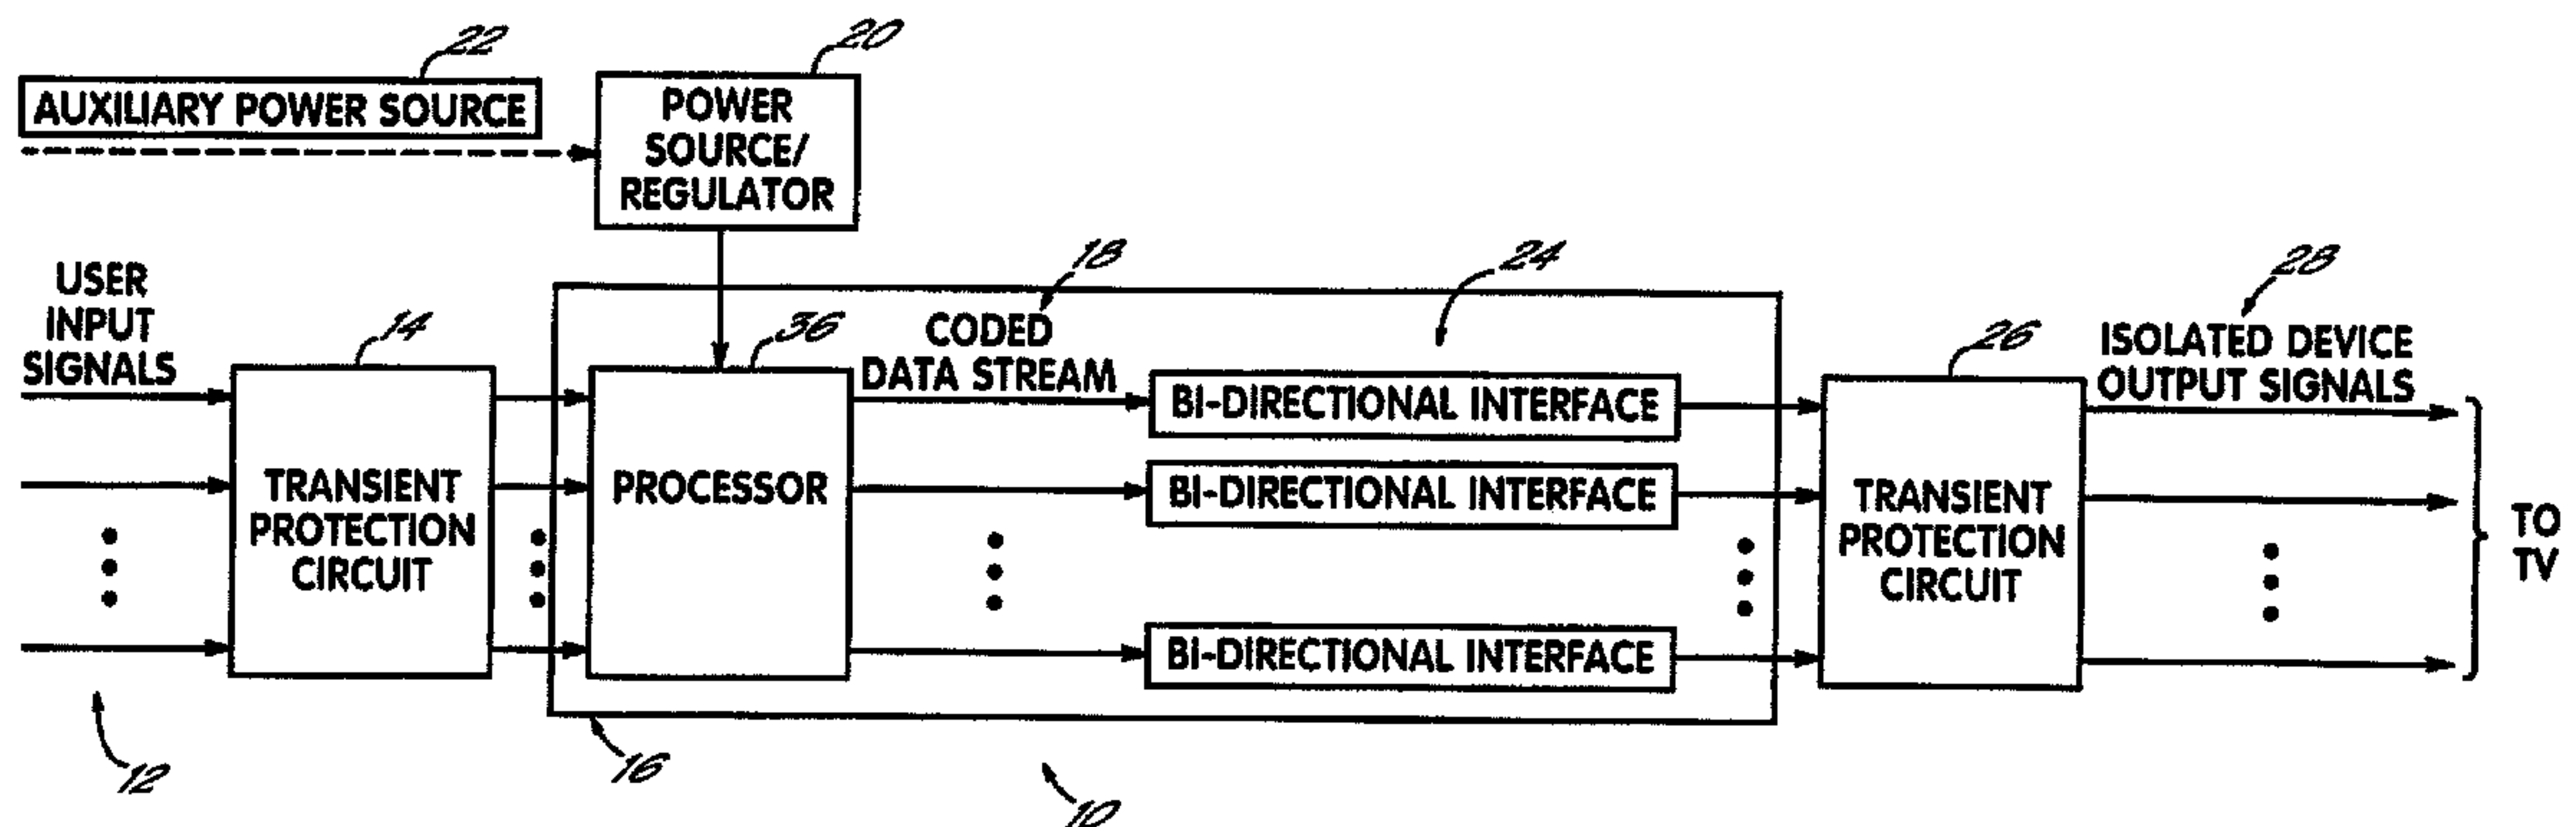 22
20
AUXILIARY POWER SOURCE
POWER
SOURCE/
REGULATOR
18
24
28
USER
INPUT
SIGNALS
14
36
CODED
DATA STREAM
26
ISOLATED DEVICE
OUTPUT SIGNALS
BI-DIRECTIONAL INTERFACE
TRANSIENT
PROTECTION
CIRCUIT
PROCESSOR
BI-DIRECTIONAL INTERFACE
TRANSIENT
PROTECTION
CIRCUIT
TO
TV
BI-DIRECTIONAL INTERFACE
12
16
10